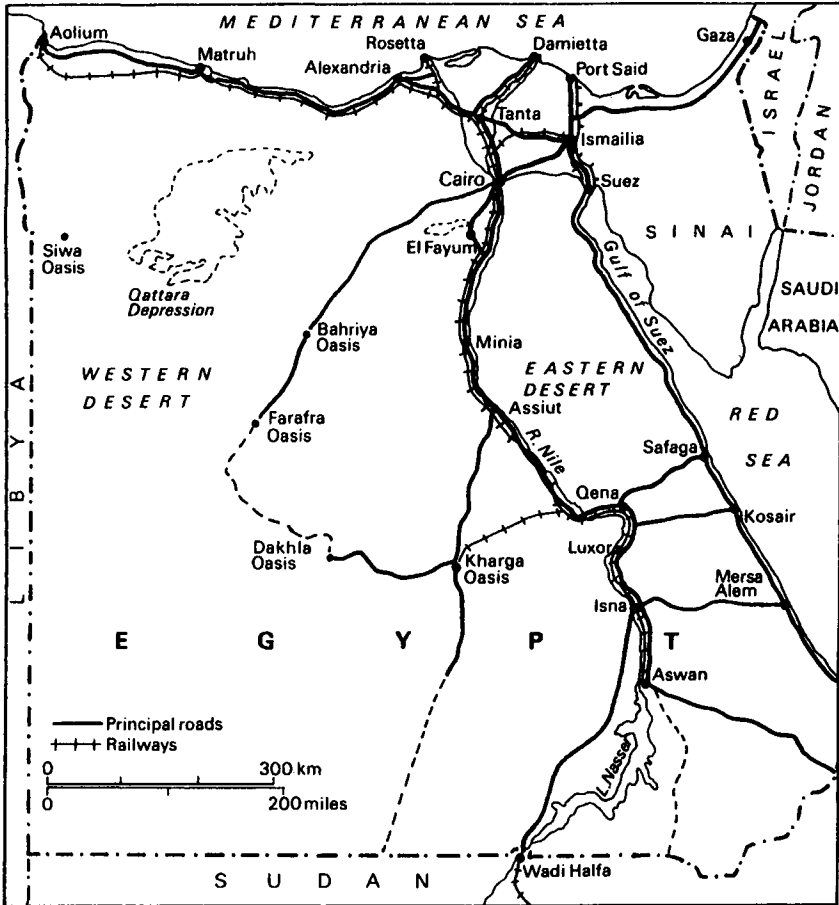 MEDITERRANEAN SEA
Aolium
Matruh
Rosetta
Alexandria
Damietta
Port Said
Gaza
ISRAEL
JORDAN
Tanta
Ismailia
Cairo
Suez
SINAI
El Fayum
Siwa
Oasis
Qattara
Depression
Gulf of Suez
SAUDI
ARABIA
Bahriya
Oasis
Minia
WESTERN
DESERT
EASTERN
DESERT
LIBYA
Farafra
Oasis
Assiut
R. Nile
RED
SEA
Safaga
Qena
Kosair
Dakhla
Oasis
Kharga
Oasis
Luxor
Mersa
Alem
Isna
EGYPT
Aswan
Principal roads
Railways
0 300 km
0 200 miles
L. Nasser
Wadi Halfa
SUDAN